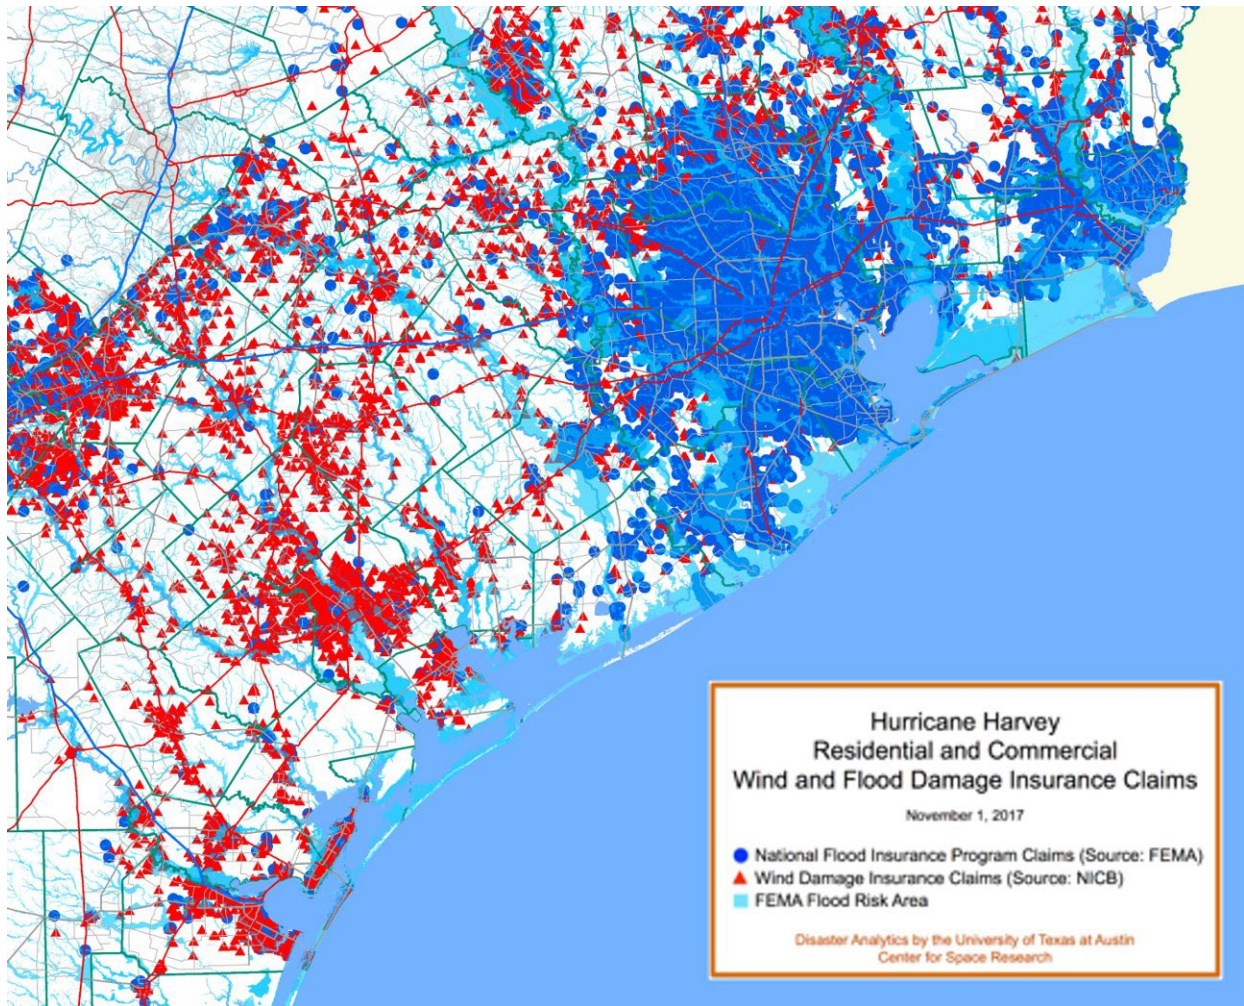 Hurricane Harvey
Residential and Commercial
Wind and Flood Damage Insurance Claims
November 1, 2017
National Flood Insurance Program Claims (Source: FEMA)
Wind Damage Insurance Claims (Source: NICB)
FEMA Flood Risk Area
Disaster Analytics by the University of Texas at Austin
Center for Space Research